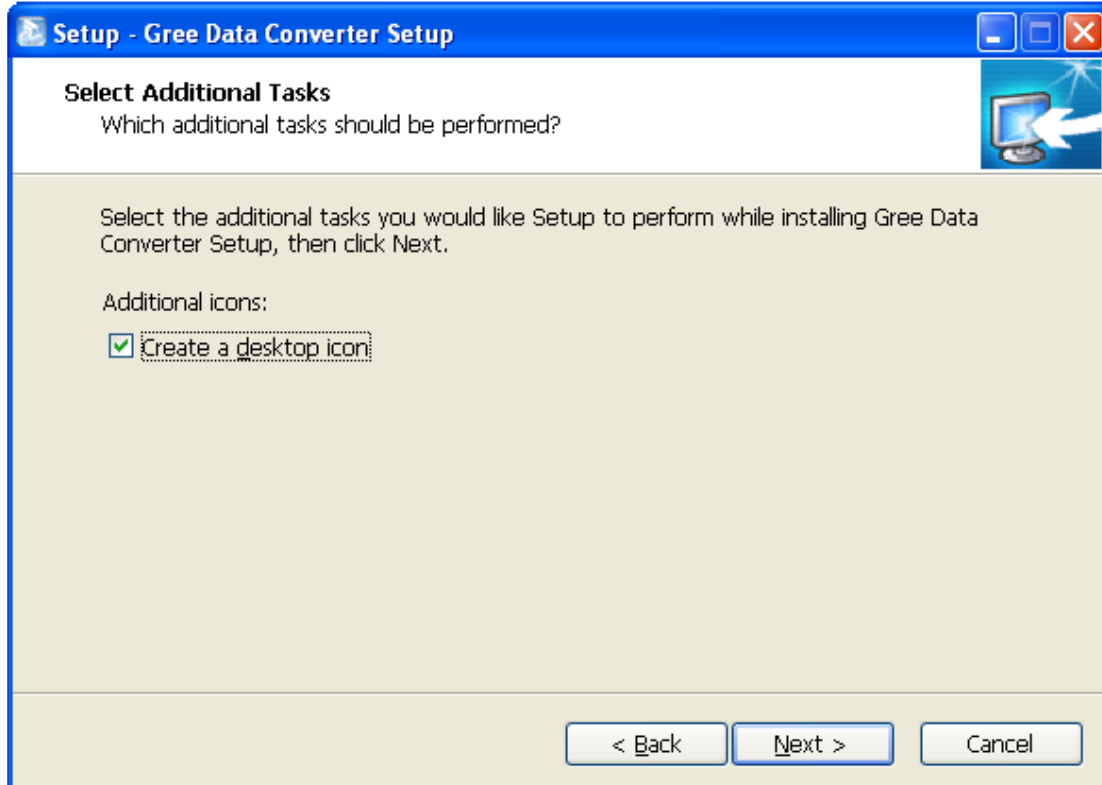 Setup - Gree Data Converter Setup
Select Additional Tasks
Which additional tasks should be performed?
Select the additional tasks you would like Setup to perform while installing Gree Data
Converter Setup, then click Next.
Additional icons:
Create a desktop icon
< Back
Next >
Cancel